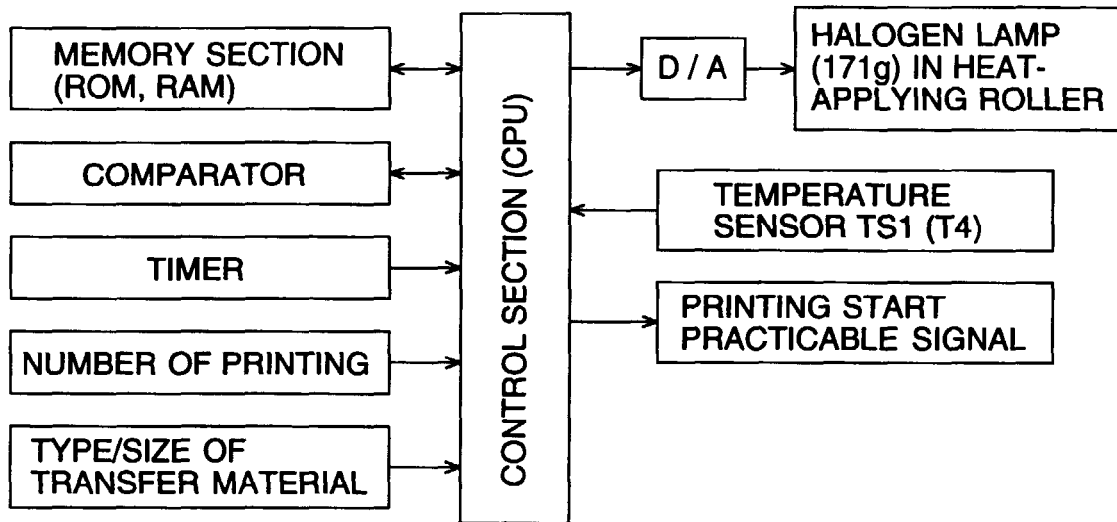 MEMORY SECTION
(ROM, RAM)
COMPARATOR
TIMER
NUMBER OF PRINTING
TYPE/SIZE OF
TRANSFER MATERIAL
CONTROL SECTION (CPU)
D / A
HALOGEN LAMP
(171g) IN HEAT-
APPLYING ROLLER
TEMPERATURE
SENSOR TS1 (T4)
PRINTING START
PRACTICABLE SIGNAL